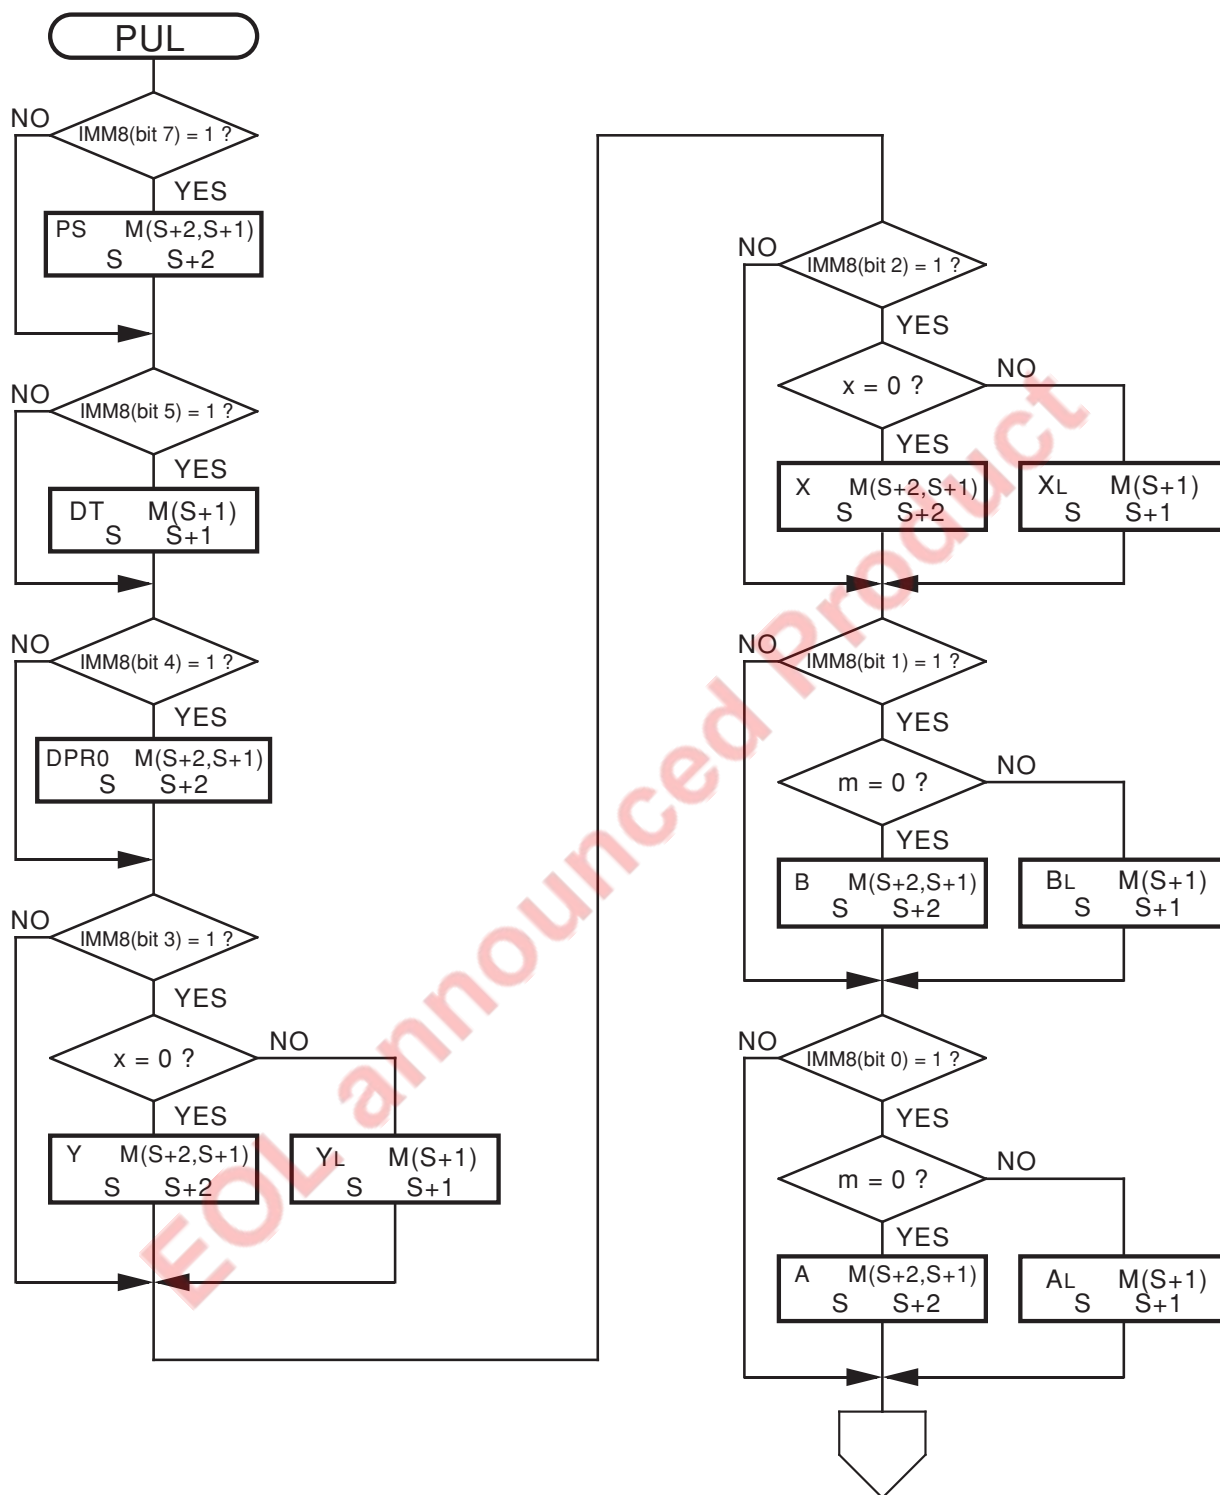 PUL
IMM8(bit 7) = 1 ?
NO
YES
PS M(S+2,S+1)
S S+2
IMM8(bit 5) = 1 ?
NO
YES
DT M(S+1)
S S+1
IMM8(bit 4) = 1 ?
NO
YES
DPR0 M(S+2,S+1)
S S+2
IMM8(bit 3) = 1 ?
NO
YES
x = 0 ?
NO
YES
Y M(S+2,S+1)
S S+2
YL M(S+1)
S S+1
IMM8(bit 2) = 1 ?
NO
YES
x = 0 ?
NO
YES
X M(S+2,S+1)
S S+2
XL M(S+1)
S S+1
IMM8(bit 1) = 1 ?
NO
YES
m = 0 ?
NO
YES
B M(S+2,S+1)
S S+2
BL M(S+1)
S S+1
IMM8(bit 0) = 1 ?
NO
YES
m = 0 ?
NO
YES
A M(S+2,S+1)
S S+2
AL M(S+1)
S S+1
EOL announced Product